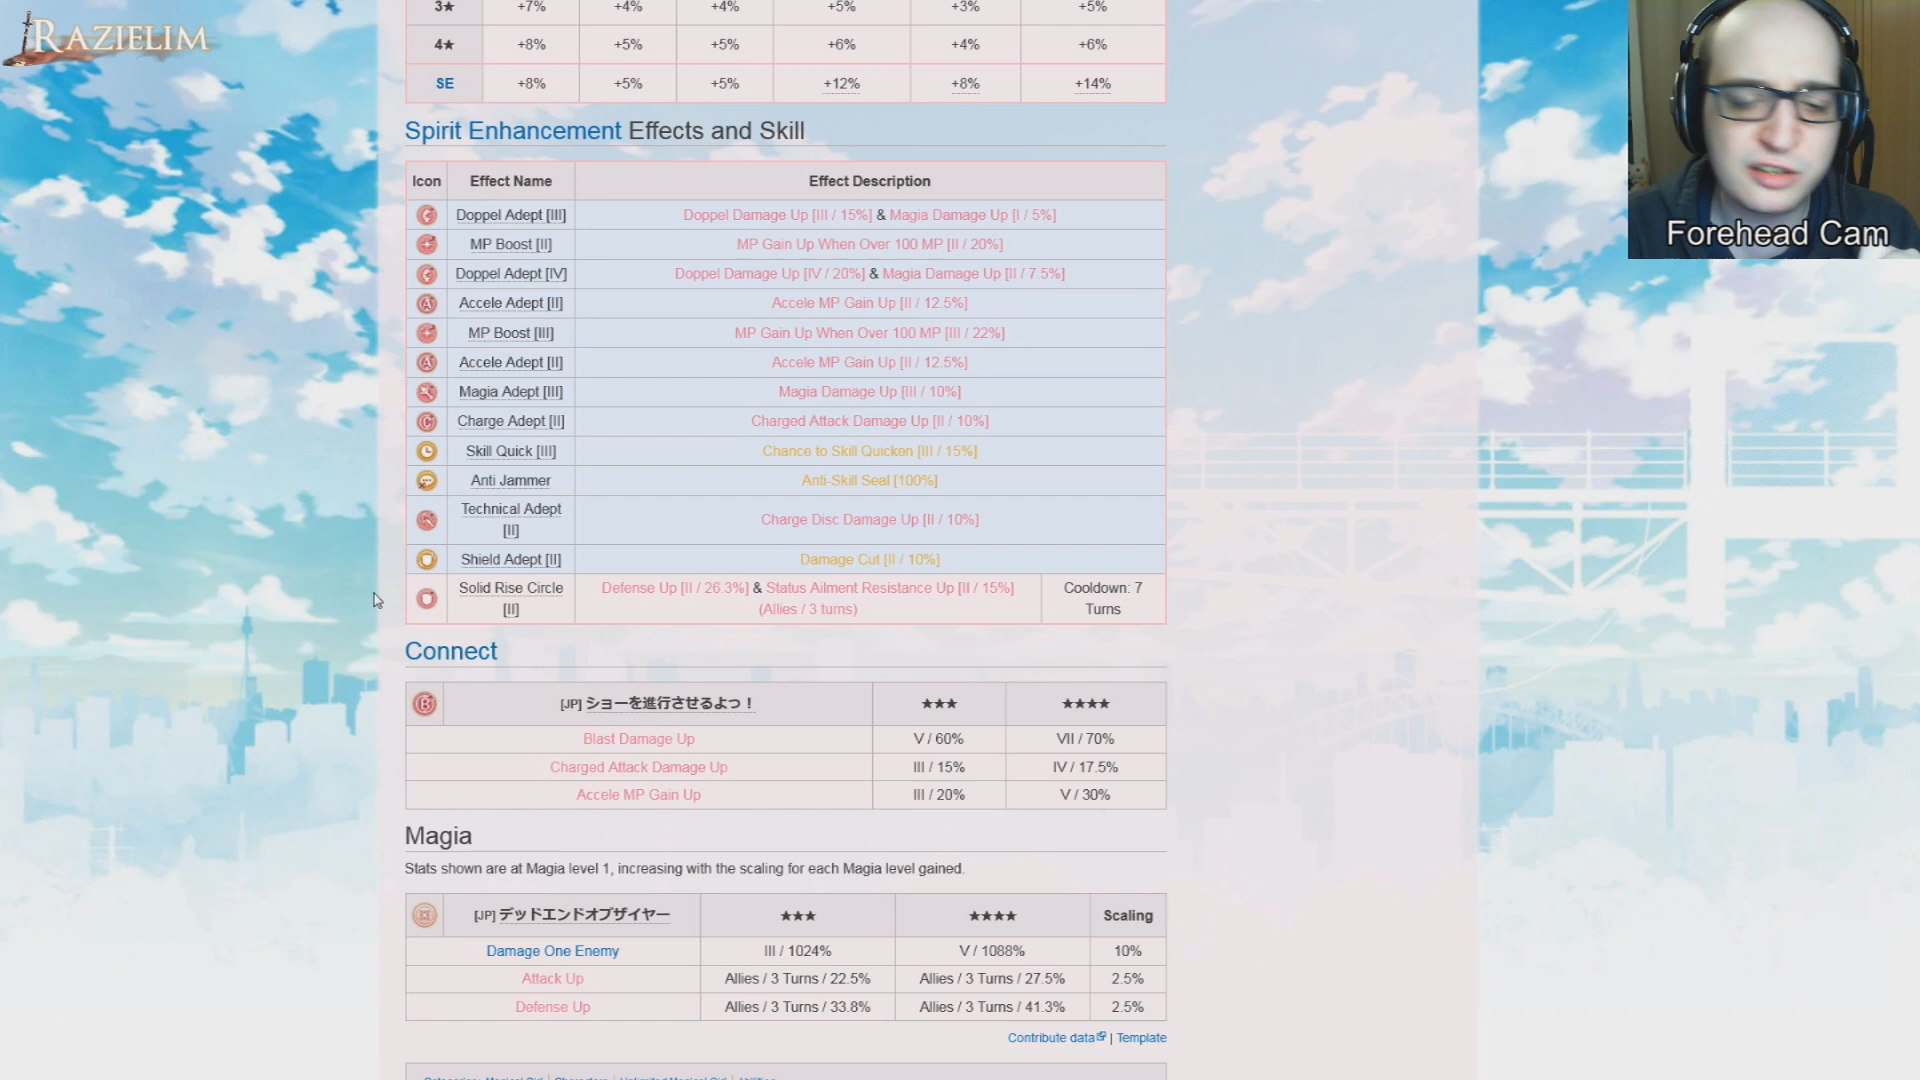 RAZIELIM
3★ +7% +4% +4% +5% +3% +5%
4★ +8% +5% +5% +6% +4% +6%
SE +8% +5% +5% +12% +8% +14%
Forehead Cam
Spirit Enhancement Effects and Skill
Icon Effect Name Effect Description
Doppel Adept [III] Doppel Damage Up [III / 15%] & Magia Damage Up [I / 5%]
MP Boost [II] MP Gain Up When Over 100 MP [II / 20%]
Doppel Adept [IV] Doppel Damage Up [IV / 20%] & Magia Damage Up [II / 7.5%]
Accele Adept [II] Accele MP Gain Up [II / 12.5%]
MP Boost [III] MP Gain Up When Over 100 MP [III / 22%]
Accele Adept [II] Accele MP Gain Up [II / 12.5%]
Magia Adept [III] Magia Damage Up [III / 10%]
Charge Adept [II] Charged Attack Damage Up [II / 10%]
Skill Quick [III] Chance to Skill Quicken [III / 15%]
Anti Jammer Anti-Skill Seal [100%]
Technical Adept
[II] Charge Disc Damage Up [II / 10%]
Shield Adept [II] Damage Cut [II / 10%]
Solid Rise Circle Defense Up [II / 26.3%] & Status Ailment Resistance Up [II / 15%] Cooldown: 7
[II] (Allies / 3 turns) Turns
Connect
[JP] ショーを進行させるよっ！ ★★★ ★★★★
Blast Damage Up V / 60% VII / 70%
Charged Attack Damage Up III / 15% IV / 17.5%
Accele MP Gain Up III / 20% V / 30%
Magia
Stats shown are at Magia level 1, increasing with the scaling for each Magia level gained.
[JP] デッドエンドオブザイヤー ★★★ ★★★★ Scaling
Damage One Enemy III / 1024% V / 1088% 10%
Attack Up Allies / 3 Turns / 22.5% Allies / 3 Turns / 27.5% 2.5%
Defense Up Allies / 3 Turns / 33.8% Allies / 3 Turns / 41.3% 2.5%
Contribute data | Template